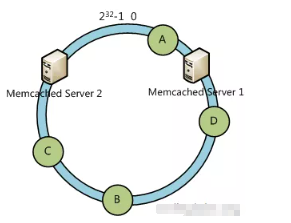 2³²-1 0
A
Memcached Server 2
Memcached Server 1
D
C
B